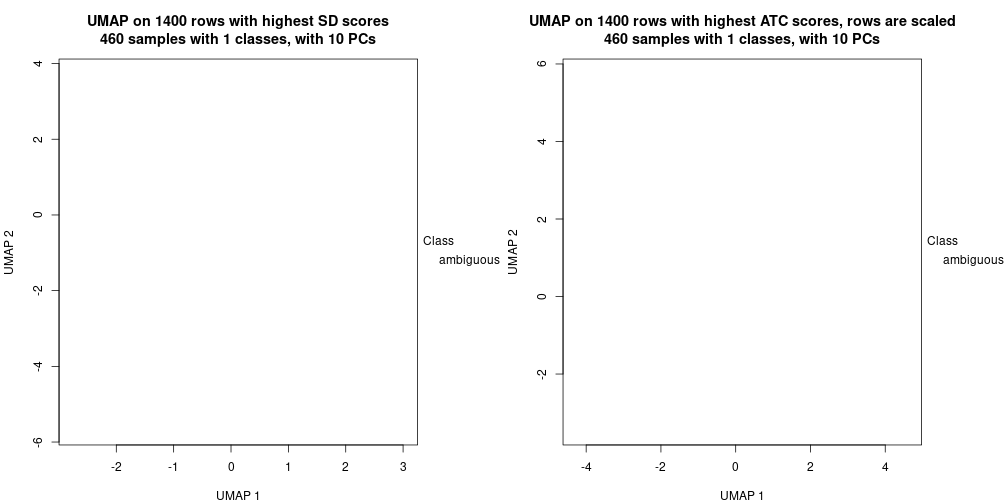 UMAP on 1400 rows with highest SD scores
460 samples with 1 classes, with 10 PCs
4
2
0
-2
-4
-6
UMAP 2
-2 -1 0 1 2 3
UMAP 1
Class
ambiguous
UMAP on 1400 rows with highest ATC scores, rows are scaled
460 samples with 1 classes, with 10 PCs
6
4
2
0
-2
UMAP 2
-4 -2 0 2 4
UMAP 1
Class
ambiguous